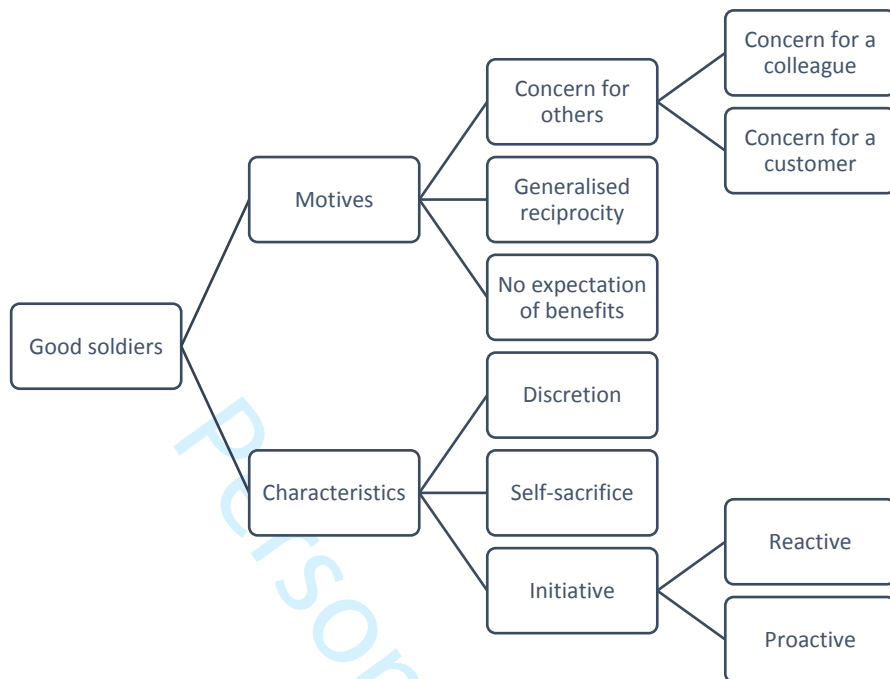 Concern for a
colleague
Concern for
others
Concern for a
customer
Motives
Generalised
reciprocity
No expectation
of benefits
Good soldiers
Discretion
Characteristics
Self-sacrifice
Reactive
Initiative
Proactive
Person